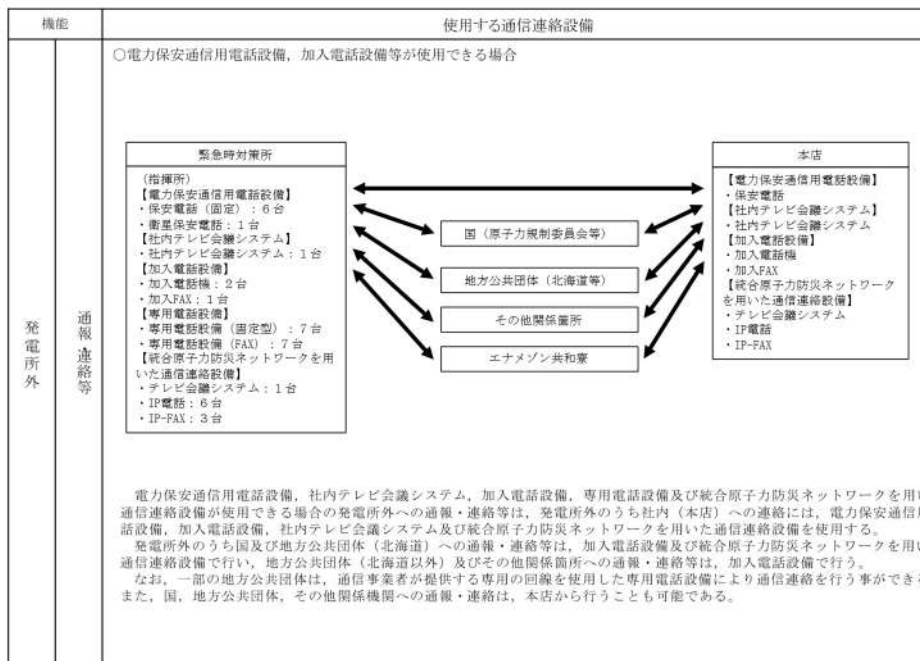 機能
使用する通信連絡設備
発電所外
通報・連絡等
○電力保安通信用電話設備，加入電話設備等が使用できる場合
緊急時対策所
（指揮所）
【電力保安通信用電話設備】
・保安電話（固定）：６台
・衛星保安電話：１台
【社内テレビ会議システム】
・社内テレビ会議システム：１台
【加入電話設備】
・加入電話機：２台
・加入FAX：１台
【専用電話設備】
・専用電話設備（固定型）：７台
・専用電話設備（FAX）：７台
【統合原子力防災ネットワークを用
いた通信連絡設備】
・テレビ会議システム：１台
・IP電話：６台
・IP-FAX：３台
国（原子力規制委員会等）
地方公共団体（北海道等）
その他関係箇所
エナメゾン共和寮
本店
【電力保安通信用電話設備】
・保安電話
【社内テレビ会議システム】
・社内テレビ会議システム
【加入電話設備】
・加入電話機
・加入FAX
【統合原子力防災ネットワーク
を用いた通信連絡設備】
・テレビ会議システム
・IP電話
・IP-FAX
電力保安通信用電話設備，社内テレビ会議システム，加入電話設備，専用電話設備及び統合原子力防災ネットワークを用い
通信連絡設備が使用できる場合の発電所外への通報・連絡等は，発電所外のうち社内（本店）への連絡には，電力保安通信用
話設備，加入電話設備，社内テレビ会議システム及び統合原子力防災ネットワークを用いた通信連絡設備を使用する。
発電所外のうち国及び地方公共団体（北海道）への通報・連絡等は，加入電話設備及び統合原子力防災ネットワークを用い
通信連絡設備で行い，地方公共団体（北海道以外）及びその他関係箇所への通報・連絡等は，加入電話設備で行う。
なお，一部の地方公共団体は，通信事業者が提供する専用の回線を使用した専用電話設備により通信連絡を行う事ができる
また，国，地方公共団体，その他関係機関への通報・連絡は，本店から行うことも可能である。